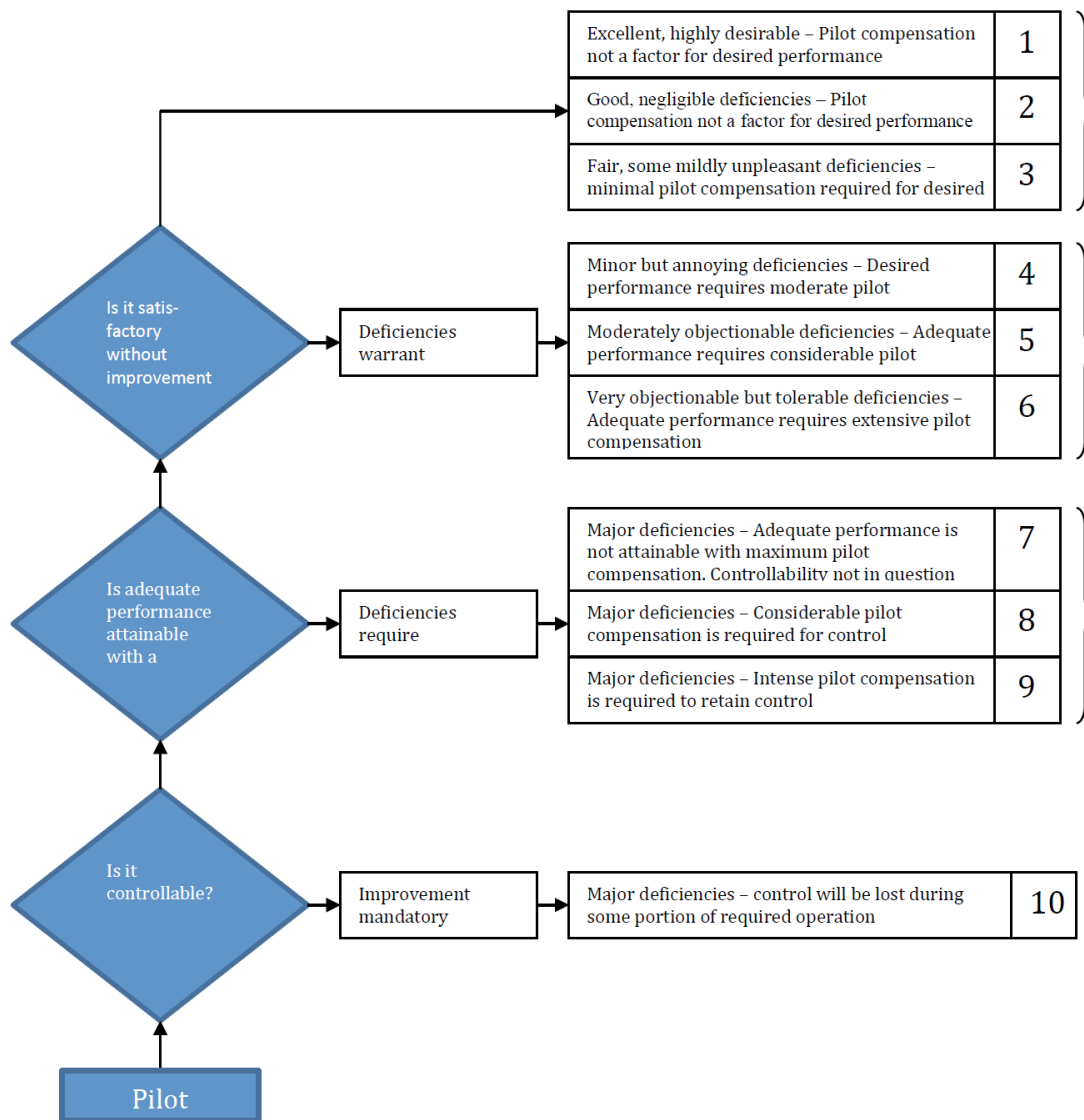 Excellent, highly desirable – Pilot compensation
not a factor for desired performance
1
Good, negligible deficiencies – Pilot
compensation not a factor for desired performance
2
Fair, some mildly unpleasant deficiencies –
minimal pilot compensation required for desired
3
Is it satis-
factory
without
improvement
Deficiencies
warrant
Minor but annoying deficiencies – Desired
performance requires moderate pilot
4
Moderately objectionable deficiencies – Adequate
performance requires considerable pilot
5
Very objectionable but tolerable deficiencies –
Adequate performance requires extensive pilot
compensation
6
Is adequate
performance
attainable
with a
Deficiencies
require
Major deficiencies – Adequate performance is
not attainable with maximum pilot
compensation. Controllability not in question
7
Major deficiencies – Considerable pilot
compensation is required for control
8
Major deficiencies – Intense pilot compensation
is required to retain control
9
Is it
controllable?
Improvement
mandatory
Major deficiencies – control will be lost during
some portion of required operation
10
Pilot